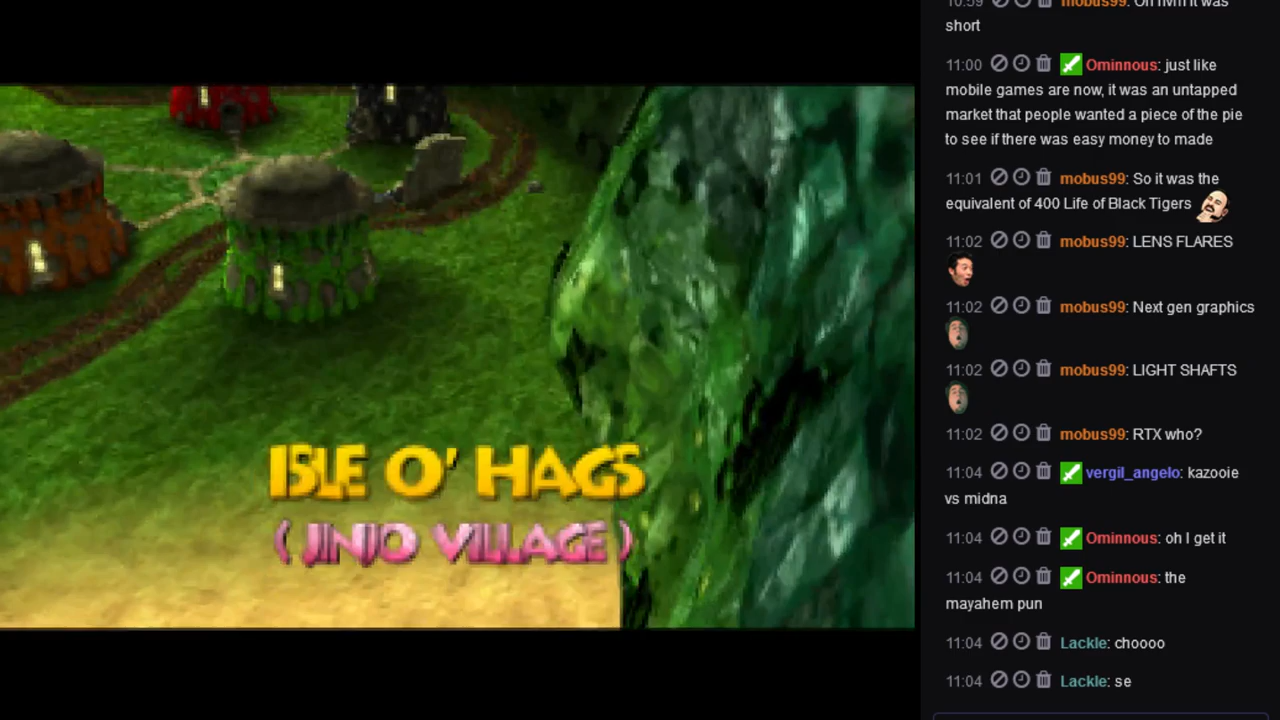 ISLE O' HAGS
( JINJO VILLAGE )
short
11:00 Ominnous: just like
mobile games are now, it was an untapped
market that people wanted a piece of the pie
to see if there was easy money to made
11:01 mobus99: So it was the
equivalent of 400 Life of Black Tigers
11:02 mobus99: LENS FLARES
11:02 mobus99: Next gen graphics
11:02 mobus99: LIGHT SHAFTS
11:02 mobus99: RTX who?
11:04 vergil_angelo: kazooie
vs midna
11:04 Ominnous: oh I get it
11:04 Ominnous: the
mayahem pun
11:04 Lackle: choooo
11:04 Lackle: se